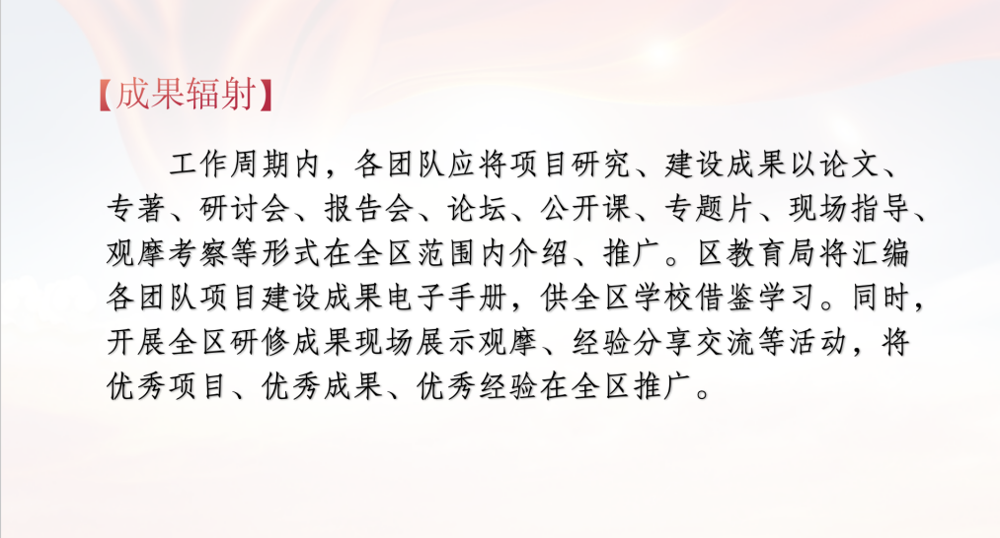 【成果辐射】
工作周期内，各团队应将项目研究、建设成果以论文、
专著、研讨会、报告会、论坛、公开课、专题片、现场指导、
观摩考察等形式在全区范围内介绍、推广。区教育局将汇编
各团队项目建设成果电子手册，供全区学校借鉴学习。同时，
开展全区研修成果现场展示观摩、经验分享交流等活动，将
优秀项目、优秀成果、优秀经验在全区推广。